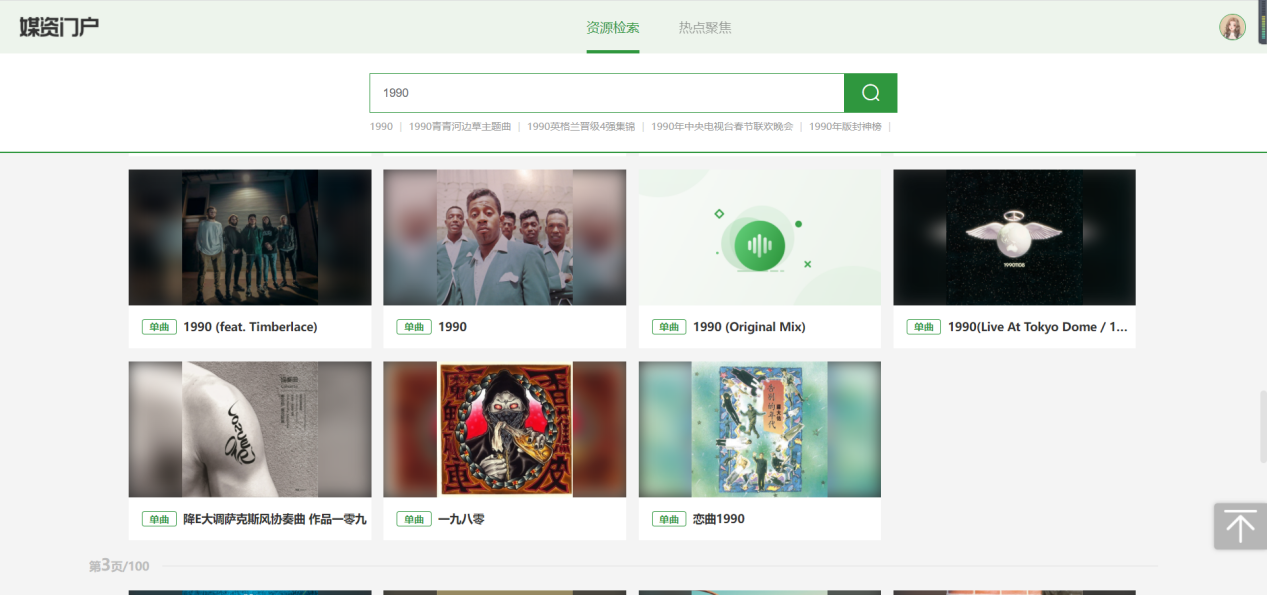 媒资门户
资源检索
热点聚焦
1990
1990 | 1990青青河边草主题曲 | 1990英格兰晋级4强集锦 | 1990年中央电视台春节联欢晚会 | 1990年版封神榜 |
19901108
单曲 1990 (feat. Timberlace)
单曲 1990
单曲 1990 (Original Mix)
单曲 1990(Live At Tokyo Dome / 1...
单曲 降E大调萨克斯风协奏曲 作品一零九
单曲 一九八零
单曲 恋曲1990
第3页/100